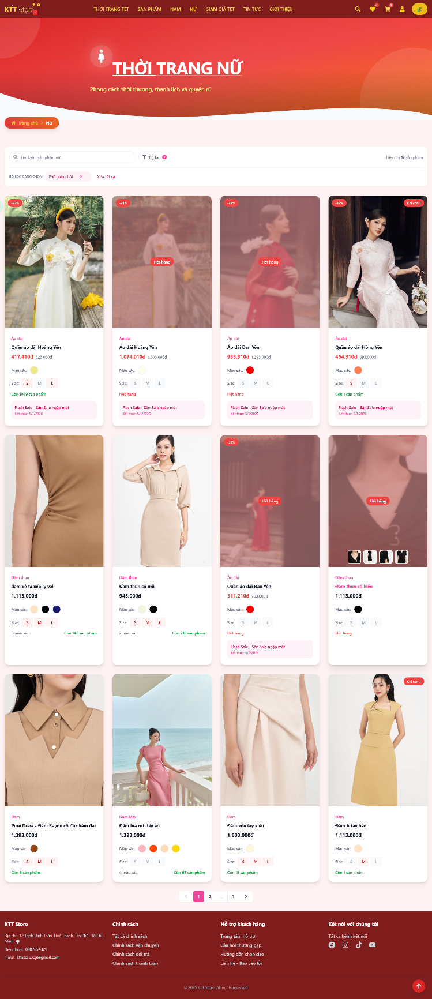 KTT Store
THỜI TRANG TẾT SẢN PHẨM NAM NỮ GIẢM GIÁ TẾT TIN TỨC GIỚI THIỆU
THỜI TRANG NỮ
Phong cách thời thượng, thanh lịch và quyến rũ
Trang chủ > Nữ
Tìm kiếm sản phẩm nữ...
Bộ lọc 1
Hiển thị 12 sản phẩm
BỘ LỌC ĐANG CHỌN: Phổ biến nhất ✕ Xóa tất cả
-33%
Áo dài
Quần áo dài Hoàng Yên
417.410đ 623.000đ
Màu sắc:
Size: S M L
Còn 1049 sản phẩm
Flash Sale - Săn Sale ngập mặt
Kết thúc: 5/1/2026
-33%
Hết hàng
Áo dài
Áo dài Hoàng Yên
1.074.010đ 1.603.000đ
Màu sắc:
Size: S M L
Hết hàng
Flash Sale - Săn Sale ngập mặt
Kết thúc: 5/1/2026
-33%
Hết hàng
Áo dài
Áo dài Đan Yên
933.310đ 1.393.000đ
Màu sắc:
Size: S M L
Hết hàng
Flash Sale - Săn Sale ngập mặt
Kết thúc: 5/1/2026
-33%
Chỉ còn 1
Áo dài
Quần áo dài Hồng Yên
464.310đ 693.000đ
Màu sắc:
Size: S M L
Còn 1 sản phẩm
Flash Sale - Săn Sale ngập mặt
Kết thúc: 5/1/2026
Đầm thun
đầm xẻ tà xếp ly vai
1.113.000đ
Màu sắc:
Size: S M L
3 màu sắc Còn 145 sản phẩm
Đầm thun
Đầm thun có mũ
945.000đ
Màu sắc:
Size: S M L
2 màu sắc Còn 210 sản phẩm
-33%
Hết hàng
Áo dài
Quần áo dài Đan Yên
511.210đ 763.000đ
Màu sắc:
Size: S M L
Hết hàng
Flash Sale - Săn Sale ngập mặt
Kết thúc: 5/1/2026
Hết hàng
Đầm thun
Đầm thun cổ kiểu
1.113.000đ
Màu sắc:
Size: S M L
Hết hàng
Đầm
Pure Dress - Đầm Rayon cổ đức kèm đai
1.393.000đ
Màu sắc:
Size: S M L
Còn 6 sản phẩm
Đầm Maxi
Đầm lụa rút dây eo
1.323.000đ
Màu sắc:
Size: S M L
4 màu sắc Còn 67 sản phẩm
Đầm
Đầm xòe tay kiểu
1.603.000đ
Màu sắc:
Size: S M L
Còn 15 sản phẩm
Chỉ còn 1
Đầm
Đầm A tay hến
1.113.000đ
Màu sắc:
Size: S M L
Còn 1 sản phẩm
1 2 ... 7
KTT Store
Địa chỉ: 12 Trịnh Đình Thảo, Hoà Thanh, Tân Phú, Hồ Chí
Minh
Điện thoại: 0987654321
Email: kttstore3cg@gmail.com
Chính sách
Tất cả chính sách
Chính sách vận chuyển
Chính sách đổi trả
Chính sách thanh toán
Hỗ trợ khách hàng
Trung tâm hỗ trợ
Câu hỏi thường gặp
Hướng dẫn chọn size
Liên hệ - Báo cáo lỗi
Kết nối với chúng tôi
Tất cả kênh kết nối
© 2025 KTT Store. All rights reserved.